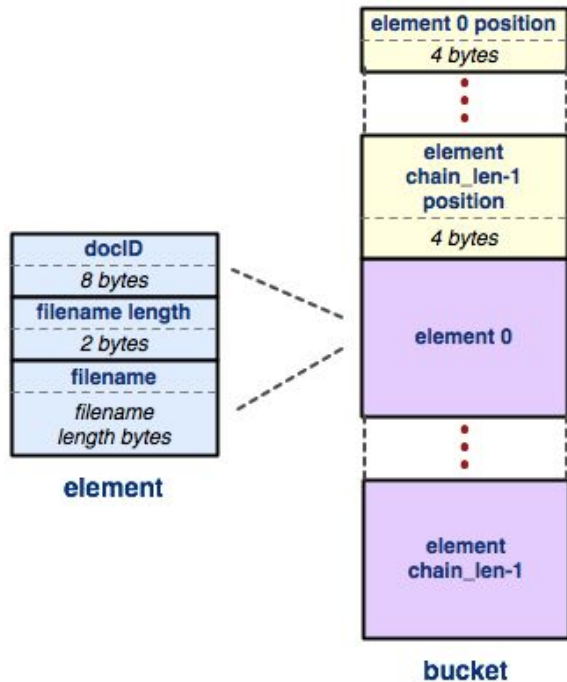 element 0 position
4 bytes
element
chain_len-1
position
4 bytes
docID
8 bytes
filename length
2 bytes
filename
filename
length bytes
element
element 0
element
chain_len-1
bucket